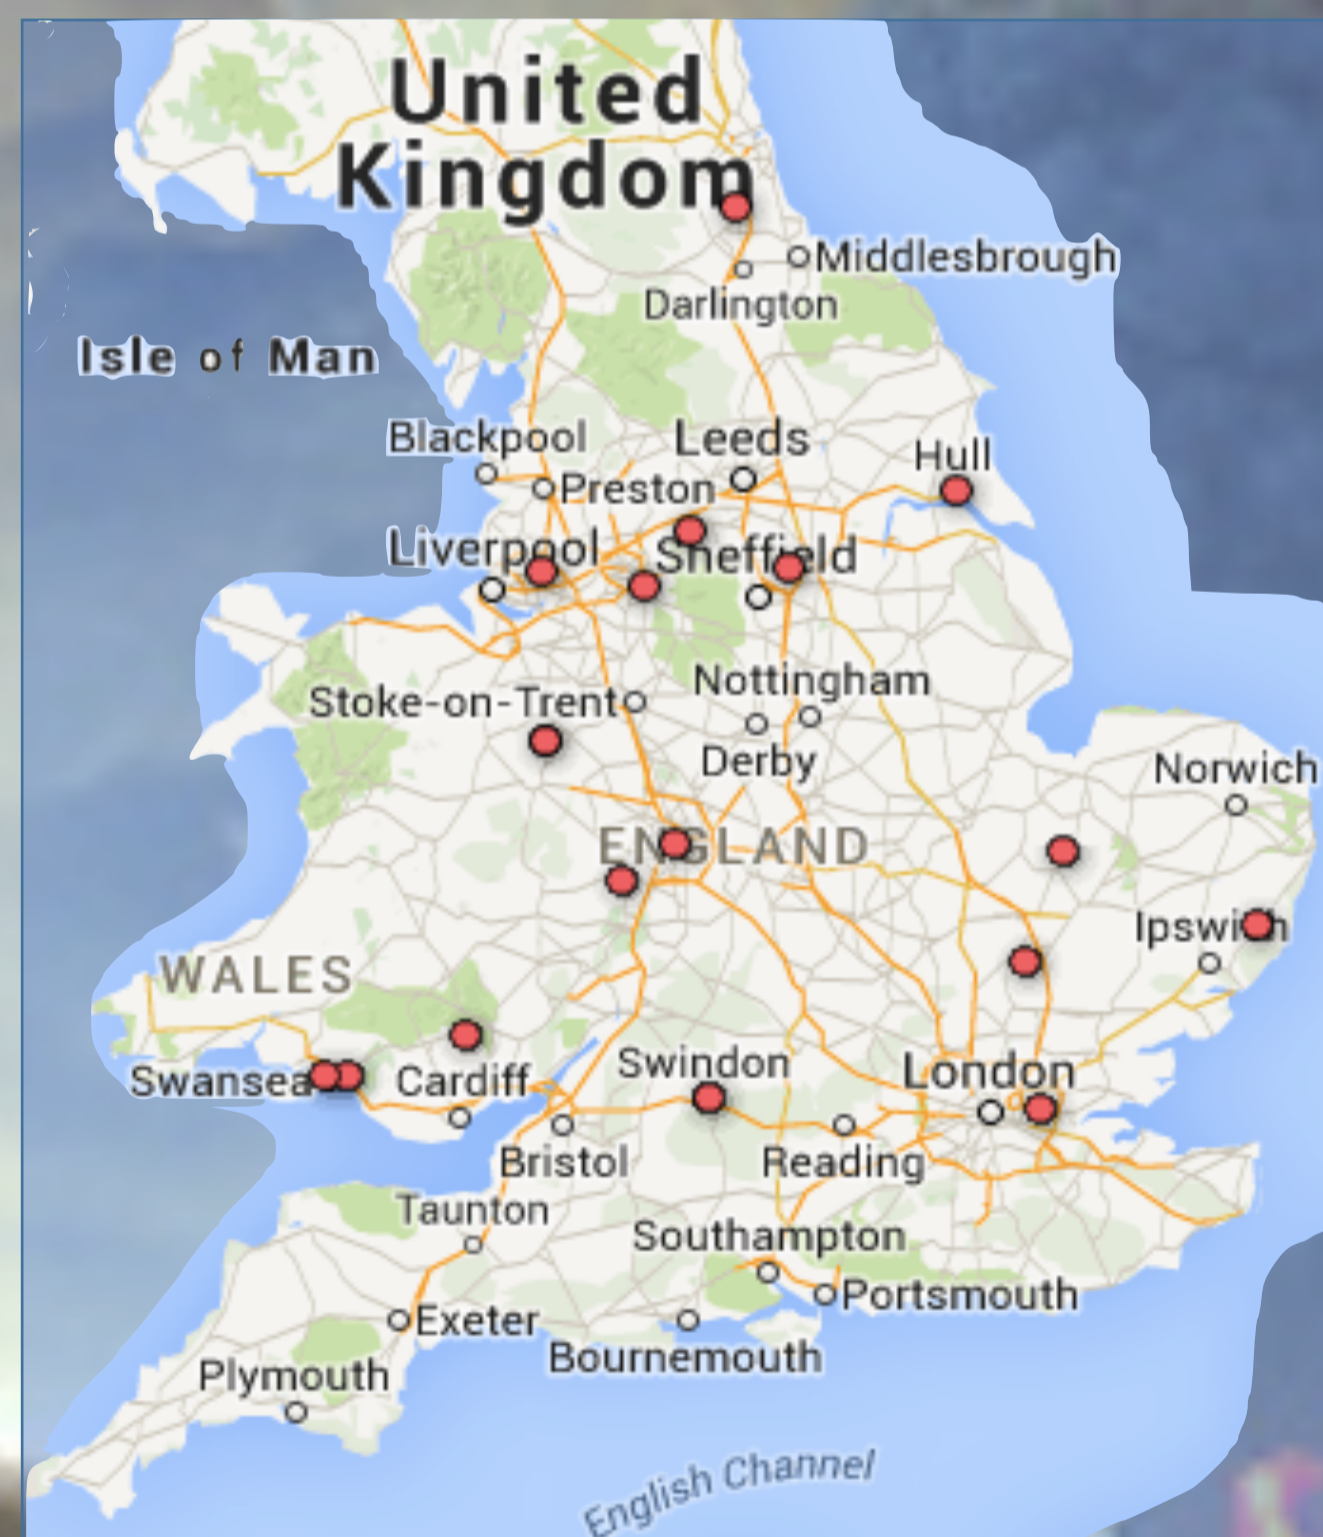 United
Kingdom
Middlesbrough
Darlington
Isle of Man
Blackpool
Leeds
Hull
Preston
Liverpool
Sheffield
Nottingham
Stoke-on-Trent
Derby
Norwich
ENGLAND
Ipswich
WALES
Swindon
London
Swansea
Cardiff
Bristol
Reading
Taunton
Southampton
Portsmouth
Exeter
Bournemouth
Plymouth
English Channel